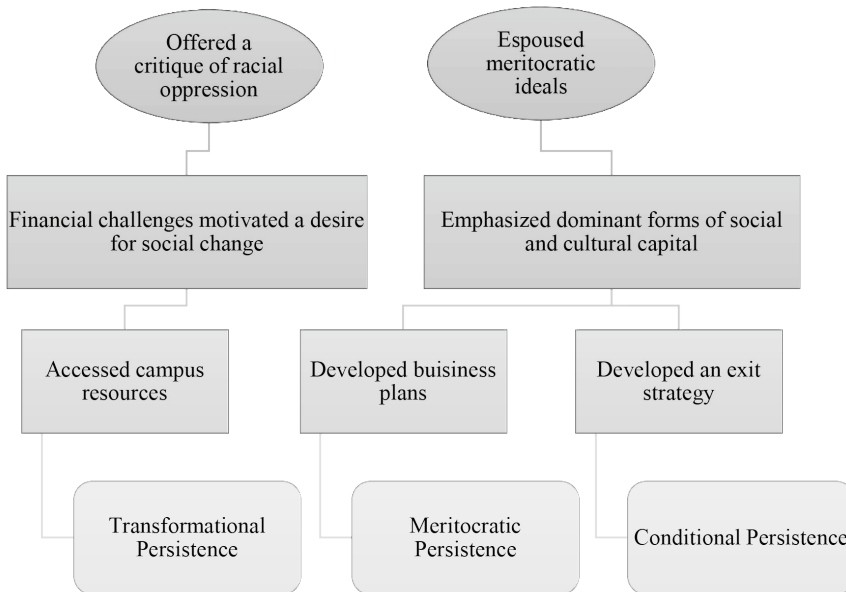 Offered a
critique of racial
oppression
Espoused
meritocratic
ideals
Financial challenges motivated a desire
for social change
Emphasized dominant forms of social
and cultural capital
Accessed campus
resources
Developed buisiness
plans
Developed an exit
strategy
Transformational
Persistence
Meritocratic
Persistence
Conditional Persistence